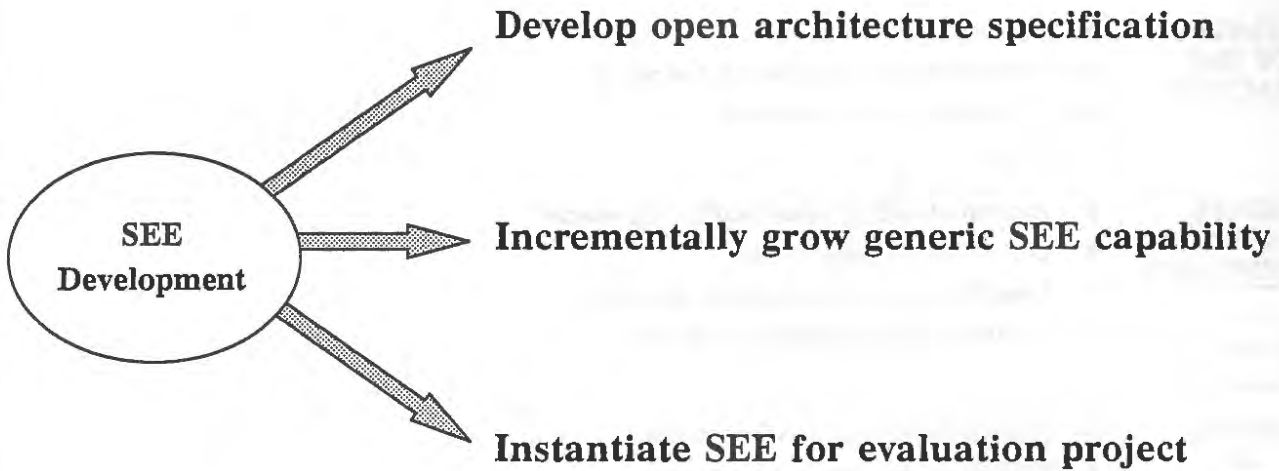 Develop open architecture specification
SEE
Development
Incrementally grow generic SEE capability
Instantiate SEE for evaluation project